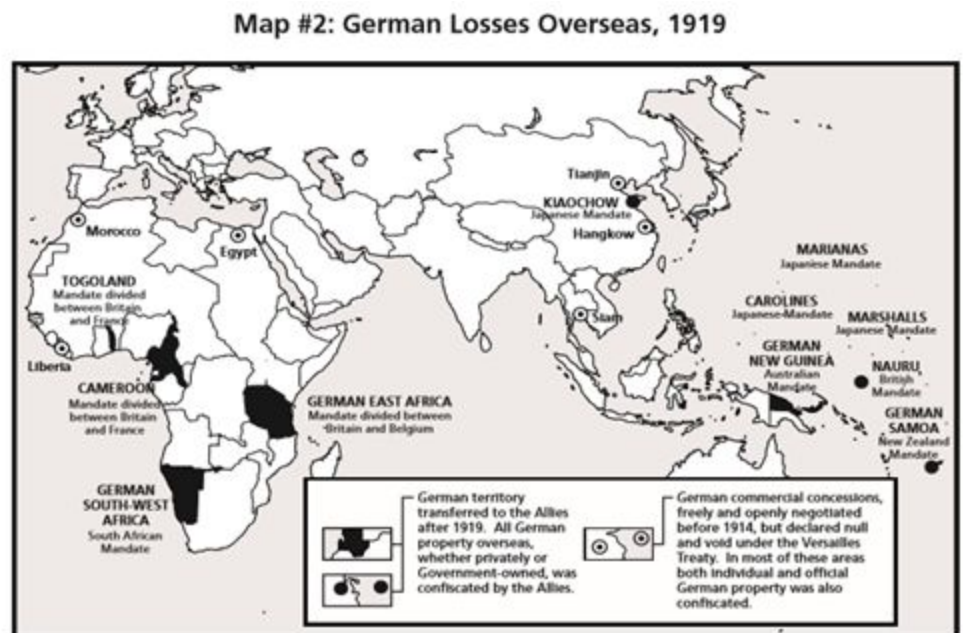 Map #2: German Losses Overseas, 1919
Tianjin
KIAOCHOW
Japanese Mandate
Hangkow
Morocco
Egypt
MARIANAS
Japanese Mandate
TOGOLAND
Mandate divided
between Britain
and France
CAROLINES
Japanese Mandate
MARSHALLS
Japanese Mandate
Siam
GERMAN
NEW GUINEA
Australian
Mandate
NAURU
British
Mandate
Liberia
CAMEROON
Mandate divided
between Britain
and France
GERMAN EAST AFRICA
Mandate divided between
Britain and Belgium
GERMAN
SAMOA
New Zealand
Mandate
GERMAN
SOUTH-WEST
AFRICA
South African
Mandate
German territory
transferred to the Allies
after 1919. All German
property overseas,
whether privately or
Government-owned, was
confiscated by the Allies.
German commercial concessions,
freely and openly negotiated
before 1914, but declared null
and void under the Versailles
Treaty. In most of these areas
both individual and official
German property was also
confiscated.